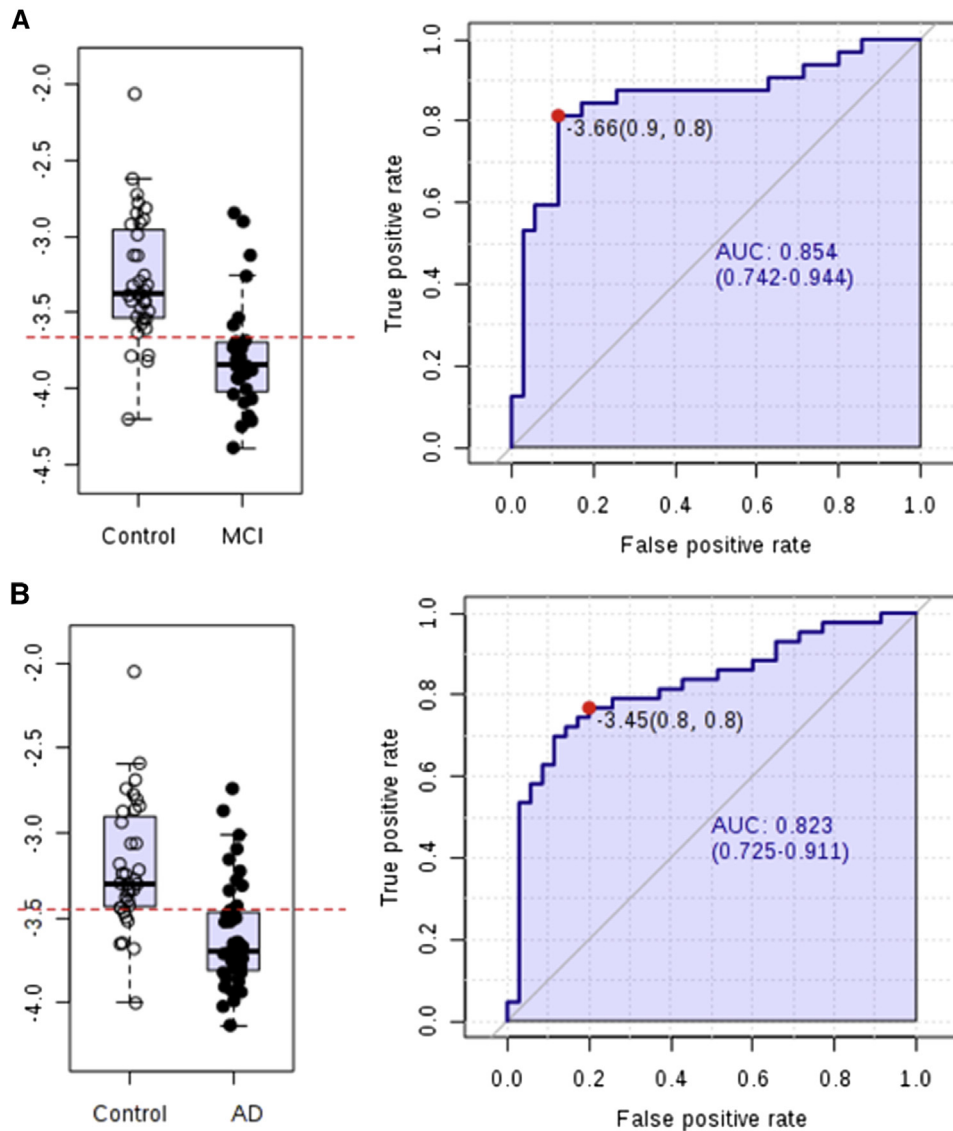 A
-2.0
-2.5
-3.0
-3.5
-4.0
-4.5
Control MCI
True positive rate
1.0
0.8
0.6
0.4
0.2
0.0
-3.66(0.9, 0.8)
AUC: 0.854
(0.742-0.944)
0.0 0.2 0.4 0.6 0.8 1.0
False positive rate
B
-2.0
-2.5
-3.0
-3.5
-4.0
Control AD
True positive rate
1.0
0.8
0.6
0.4
0.2
0.0
-3.45(0.8, 0.8)
AUC: 0.823
(0.725-0.911)
0.0 0.2 0.4 0.6 0.8 1.0
False positive rate